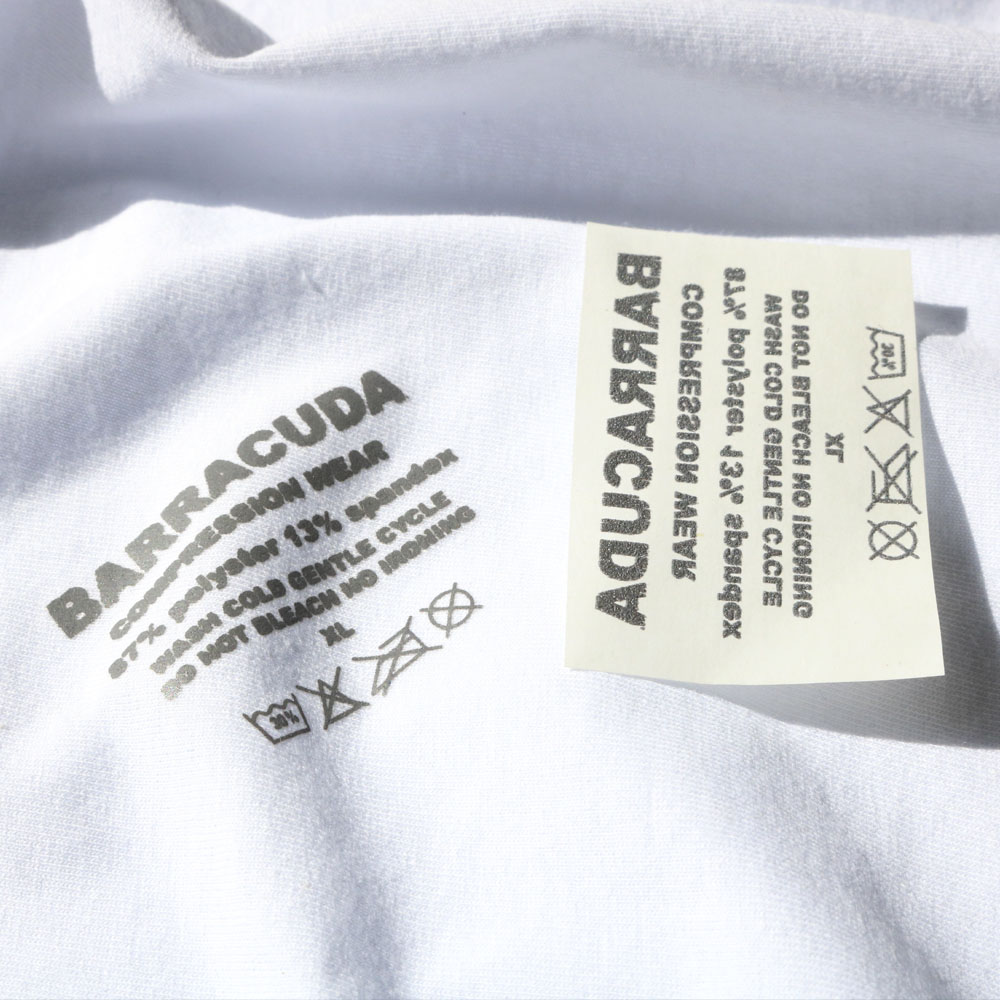 BARRACUDA
COMPRESSION WEAR
87% polyster 13% spandex
WASH COLD GENTLE CYCLE
DO NOT BLEACH NO IRONING
XL
30%
BARRACUDA
COMPRESSION WEAR
87% polyster 13% spandex
WASH COLD GENTLE CYCLE
DO NOT BLEACH NO IRONING
XL
30%